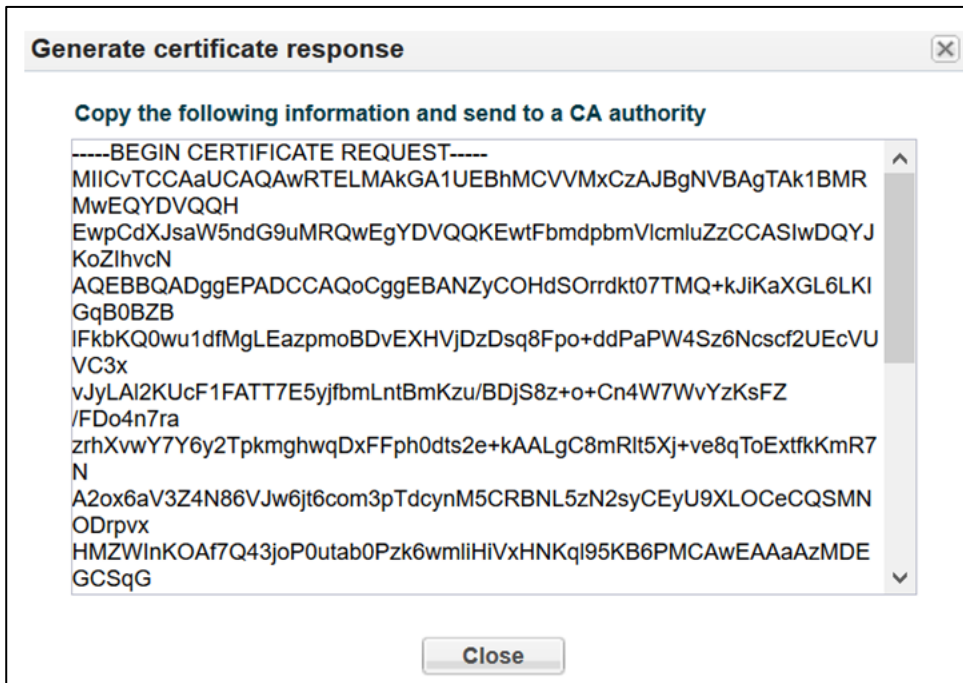 Generate certificate response
Copy the following information and send to a CA authority
-----BEGIN CERTIFICATE REQUEST-----
MIICvTCCAaUCAQAwRTELMAkGA1UEBhMCVVMxCzAJBgNVBAgTAk1BMR
MwEQYDVQQH
EwpCdXJsaW5ndG9uMRQwEgYDVQQKEwtFbmdpbmVlcmluZzCCASIwDQYJ
KoZIhvcN
AQEBBQADggEPADCCAQoCggEBANZyCOHdSOrrdkt07TMQ+kJiKaXGL6LKI
GqB0BZB
lFkbKQ0wu1dfMgLEazpmoBDvEXHVjDzDsq8Fpo+ddPaPW4Sz6Ncscf2UEcVU
VC3x
vJyLAl2KUcF1FATT7E5yjfbmLntBmKzu/BDjS8z+o+Cn4W7WvYzKsFZ
/FDo4n7ra
zrhXvwY7Y6y2TpkmghwqDxFFph0dts2e+kAALgC8mRlt5Xj+ve8qToExtfkKmR7
N
A2ox6aV3Z4N86VJw6jt6com3pTdcynM5CRBNL5zN2syCEyU9XLOCeCQSMN
ODrpvx
HMZWInKOAf7Q43joP0utab0Pzk6wmliHiVxHNKql95KB6PMCAwEAAaAzMDE
GCSqG
Close